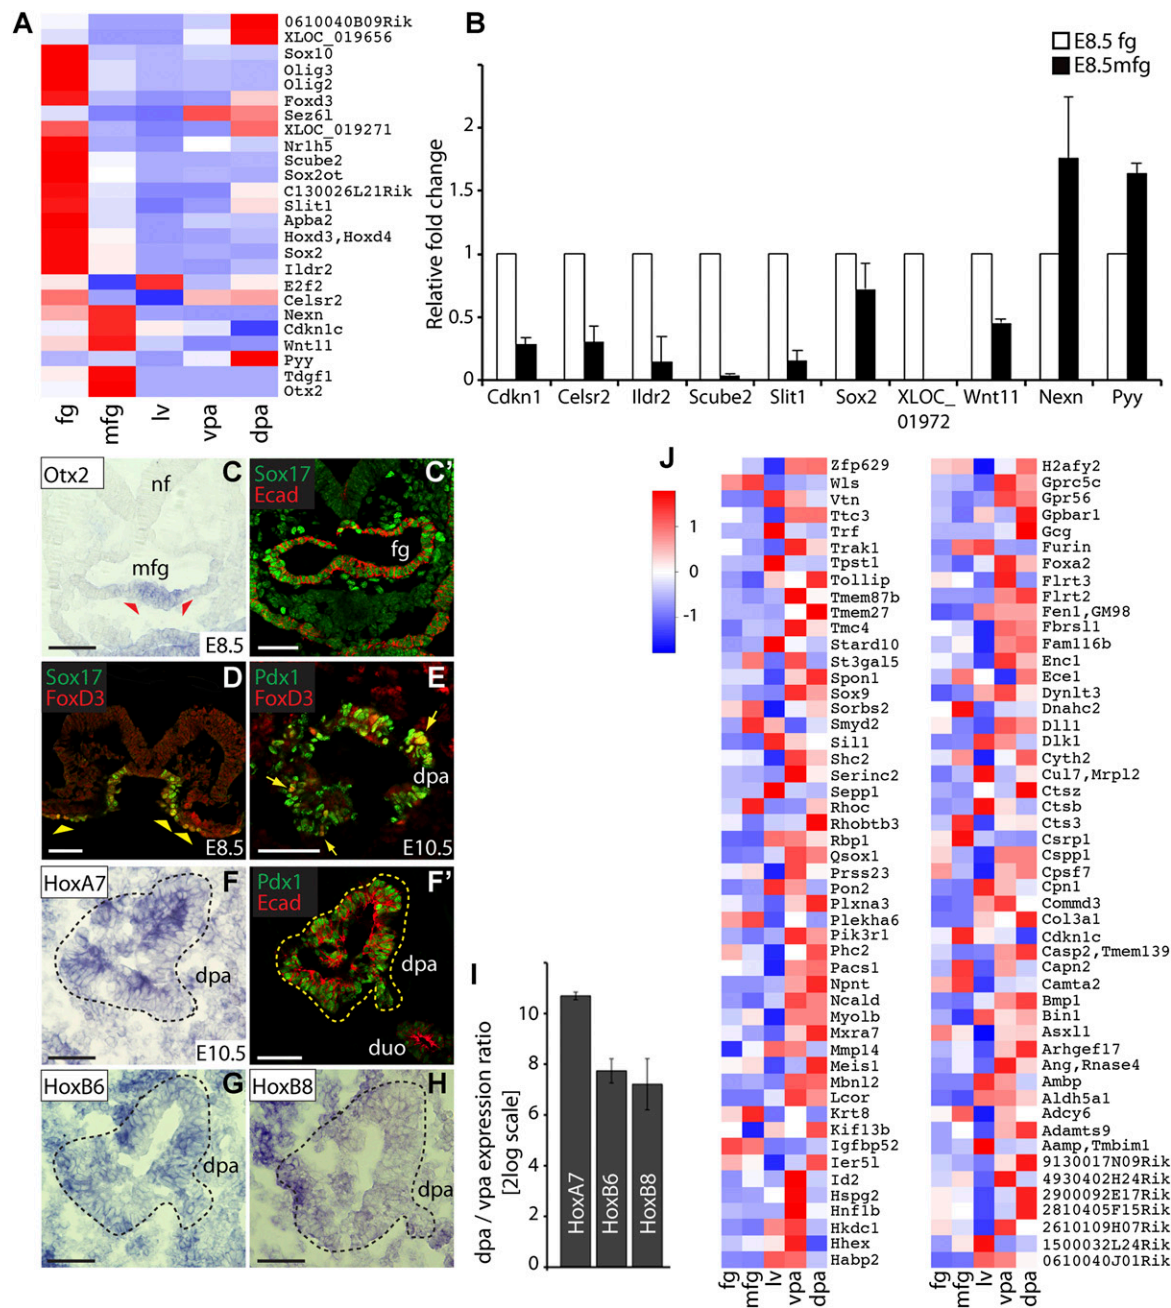 A
0610040B09Rik
XLOC_019656
Sox10
Olig3
Olig2
Foxd3
Sez6l
XLOC_019271
Nr1h5
Scube2
Sox2ot
C130026L21Rik
Slit1
Apba2
Hoxd3,Hoxd4
Sox2
Ildr2
E2f2
Celsr2
Nexn
Cdkn1c
Wnt11
Pyy
Tdgf1
Otx2
fg mfg lv vpa dpa
B
E8.5 fg
E8.5mfg
Relative fold change
2
1.5
1
0.5
0
Cdkn1 Celsr2 Ildr2 Scube2 Slit1 Sox2 XLOC_ Wnt11 Nexn Pyy
01972
Otx2 C
nf
mfg
E8.5
Sox17 C'
Ecad
fg
Sox17 D
FoxD3
E8.5
Pdx1 E
FoxD3
dpa
E10.5
HoxA7 F
dpa
E10.5
Pdx1 F'
Ecad
dpa
duo
HoxB6 G
dpa
HoxB8 H
dpa
I
dpa / vpa expression ratio
[2log scale]
10
8
6
4
2
0
HoxA7
HoxB6
HoxB8
J
1
0
-1
Zfp629
Wls
Vtn
Ttc3
Trf
Trak1
Tpst1
Tollip
Tmem87b
Tmem27
Tmc4
Stard10
St3gal5
Spon1
Sox9
Sorbs2
Smyd2
Sil1
Shc2
Serinc2
Sepp1
Rhoc
Rhobtb3
Rbp1
Qsox1
Prss23
Pon2
Plxna3
Plekha6
Pik3r1
Phc2
Pacs1
Npnt
Ncald
Myo1b
Mxra7
Mmp14
Meis1
Mbnl2
Lcor
Krt8
Kif13b
Igfbp52
Ier5l
Id2
Hspg2
Hnf1b
Hkdc1
Hhex
Habp2
fg mfg lv vpa dpa
H2afy2
Gprc5c
Gpr56
Gpbar1
Gcg
Furin
Foxa2
Flrt3
Flrt2
Fen1,GM98
Fbrsl1
Fam116b
Enc1
Ece1
Dynlt3
Dnahc2
Dll1
Dlk1
Cyth2
Cul7,Mrpl2
Ctsz
Ctsb
Cts3
Csrp1
Cspp1
Cpsf7
Cpn1
Commd3
Col3a1
Cdkn1c
Casp2,Tmem139
Capn2
Camta2
Bmp1
Bin1
Asxl1
Arhgef17
Ang,Rnase4
Ambp
Aldh5a1
Adcy6
Adamts9
Aamp,Tmbim1
9130017N09Rik
4930402H24Rik
2900092E17Rik
2810405F15Rik
2610109H07Rik
1500032L24Rik
0610040J01Rik
fg mfg lv vpa dpa